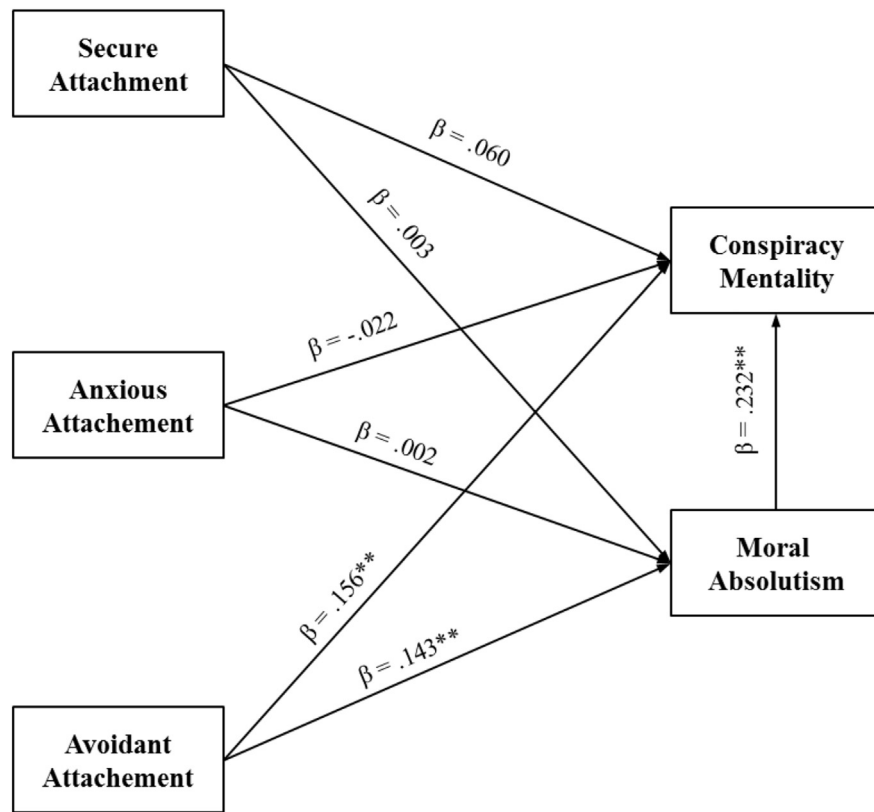 Secure
Attachment
β = .060
β = .003
Conspiracy
Mentality
β = -.022
Anxious
Attachement
β = .002
β = .232**
Moral
Absolutism
β = .156**
β = .143**
Avoidant
Attachement